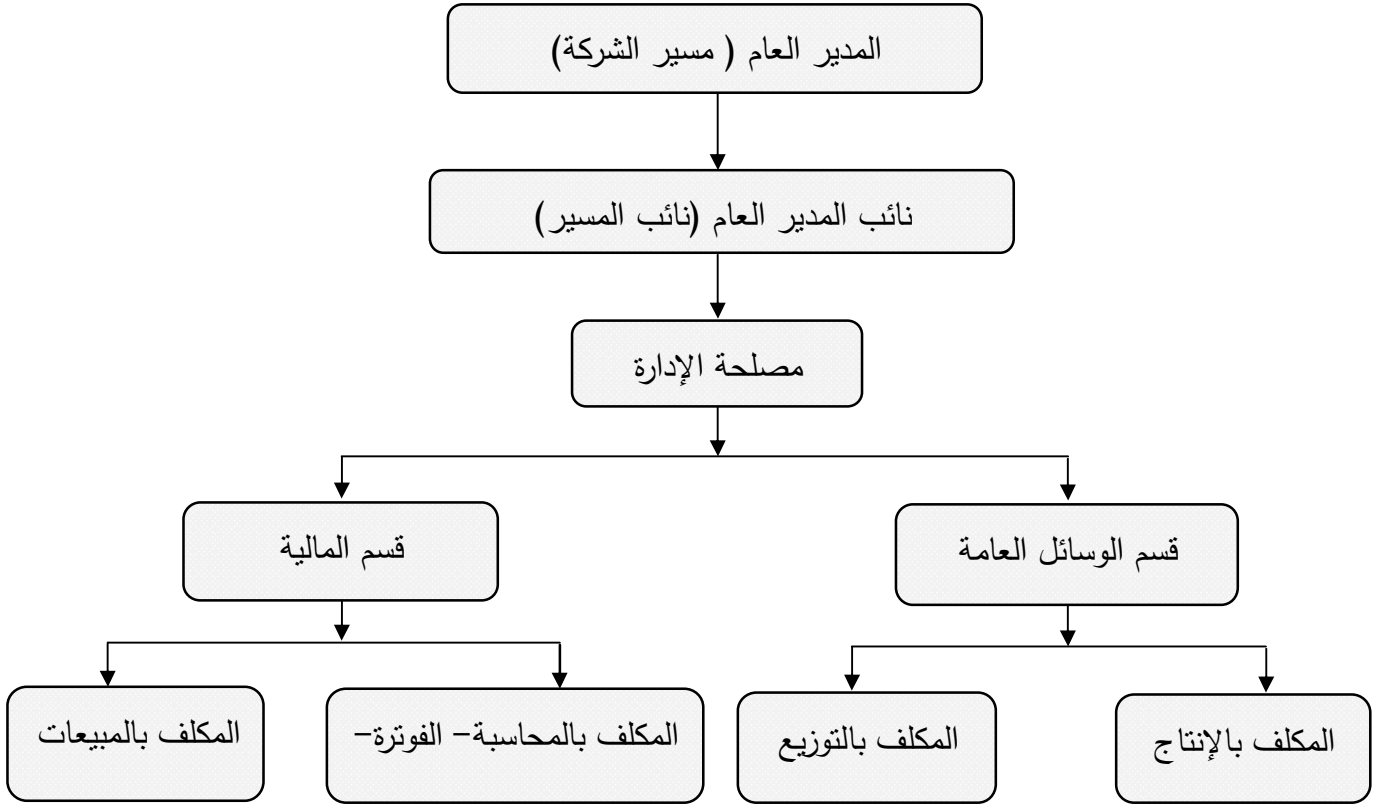 المدير العام ( مسير الشركة)
نائب المدير العام (نائب المسير)
مصلحة الإدارة
قسم الوسائل العامة
قسم المالية
المكلف بالإنتاج
المكلف بالتوزيع
المكلف بالمحاسبة- الفوترة-
المكلف بالمبيعات